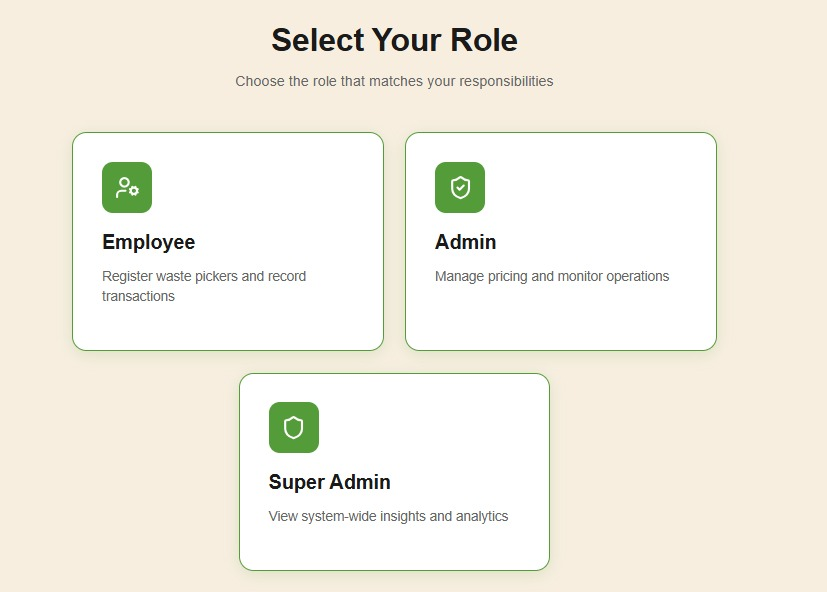 Select Your Role
Choose the role that matches your responsibilities
Employee
Register waste pickers and record
transactions
Admin
Manage pricing and monitor operations
Super Admin
View system-wide insights and analytics